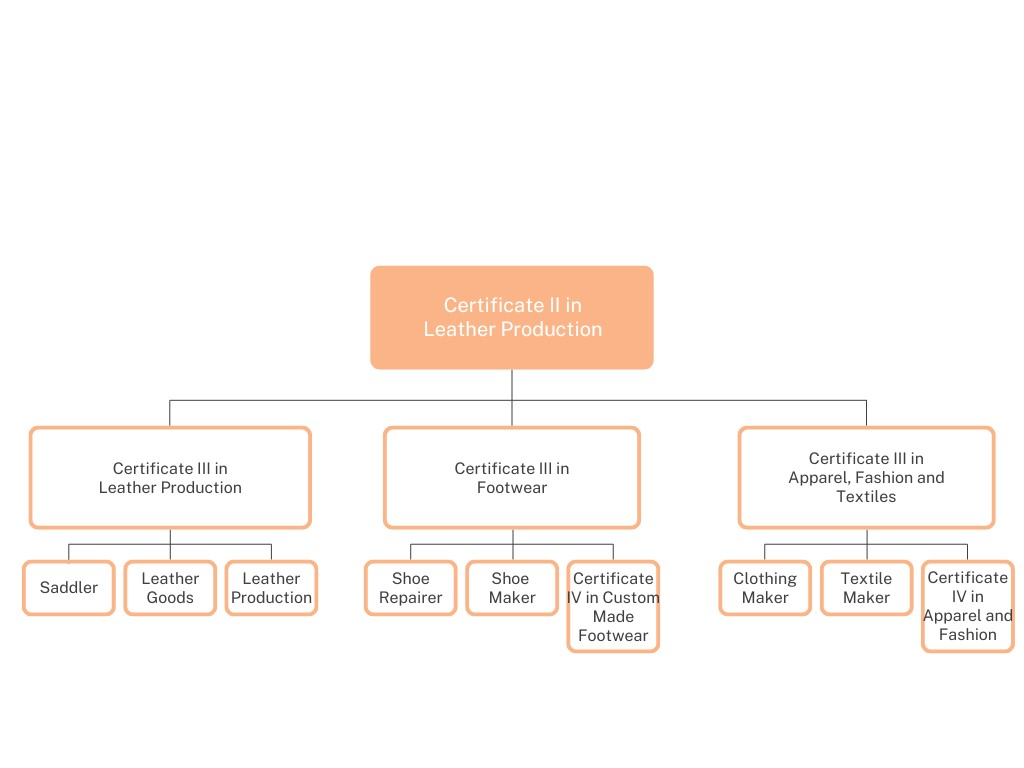 Certificate II in
Leather Production
Certificate III in
Leather Production
Certificate III in
Footwear
Certificate III in
Apparel, Fashion and
Textiles
Saddler
Leather
Goods
Leather
Production
Shoe
Repairer
Shoe
Maker
Certificate
IV in Custom
Made
Footwear
Clothing
Maker
Textile
Maker
Certificate
IV in
Apparel and
Fashion